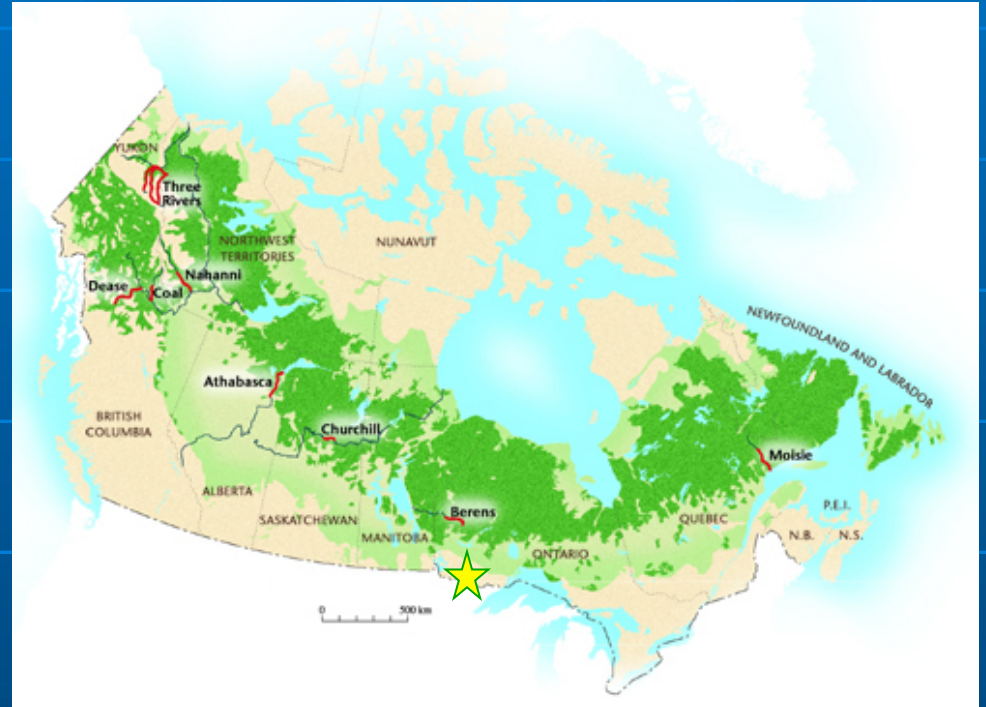 YUKON
Three
Rivers
NORTHWEST
TERRITORIES
NUNAVUT
Nahanni
Dease
Coal
NEWFOUNDLAND AND LABRADOR
Athabasca
BRITISH
COLUMBIA
Churchill
Moisie
ALBERTA
SASKATCHEWAN
MANITOBA
Berens
QUEBEC
P.E.I.
N.B.
N.S.
ONTARIO
0 500 km